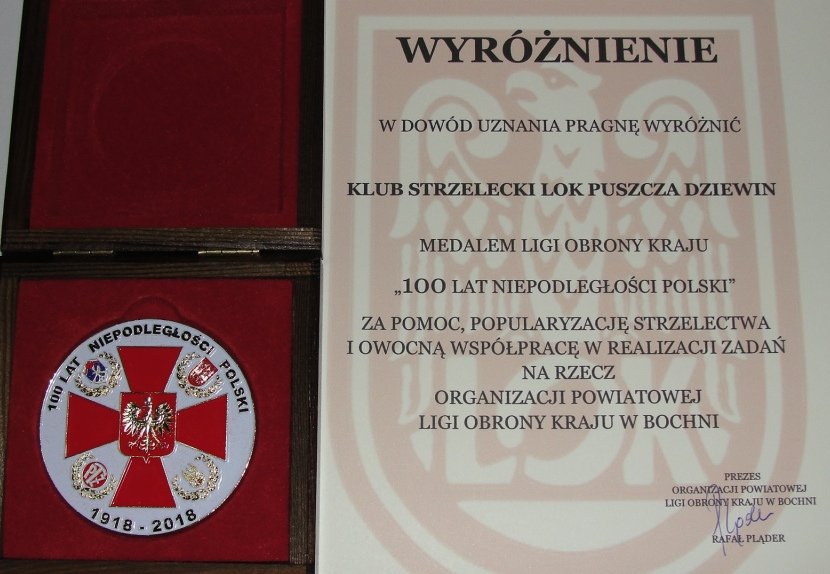 WYRÓŻNIENIE
W DOWÓD UZNANIA PRAGNĘ WYRÓŻNIĆ
KLUB STRZELECKI LOK PUSZCZA DZIEWIN
MEDALEM LIGI OBRONY KRAJU
„100 LAT NIEPODLEGŁOŚCI POLSKI”
ZA POMOC, POPULARYZACJĘ STRZELECTWA
I OWOCNĄ WSPÓŁPRACĘ W REALIZACJI ZADAŃ
NA RZECZ
ORGANIZACJI POWIATOWEJ
LIGI OBRONY KRAJU W BOCHNI
PREZES
ORGANIZACJI POWIATOWEJ
LIGI OBRONY KRAJU W BOCHNI
RAFAŁ PLĄDER
100 LAT NIEPODLEGŁOŚCI POLSKI
1918 - 2018
LOK